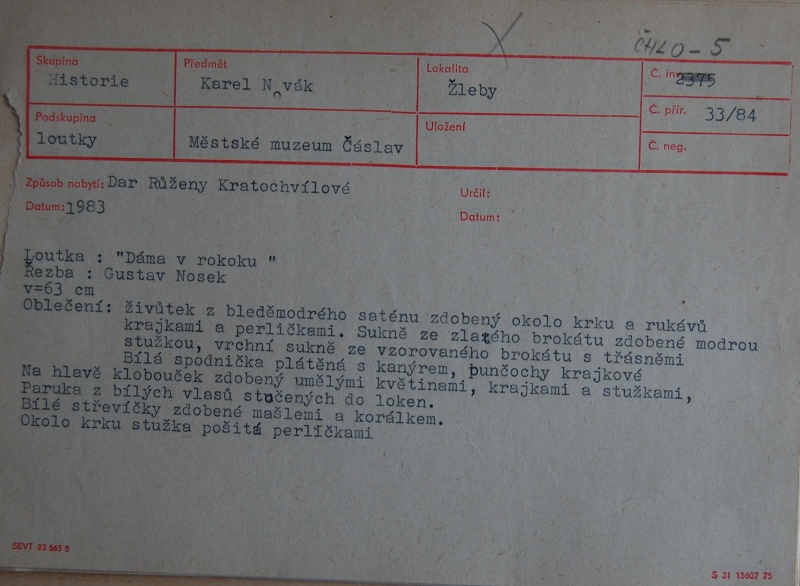 ČHLO-5
Skupina
Historie
Předmět
Karel Novák
Lokalita
Žleby
Č. inv.
2375
Podskupina
loutky
Městské muzeum Čáslav
Uložení
Č. přír. 33/84
Č. neg.
Způsob nabytí: Dar Růženy Kratochvílové
Datum: 1983
Určil:
Datum:
Loutka : "Dáma v rokoku "
Řezba : Gustav Nosek
v=63 cm
Oblečení: živůtek z bleděmodrého saténu zdobený okolo krku a rukávů
krajkami a perličkami. Sukně ze zlatého brokátu zdobené modrou
stužkou, vrchní sukně ze vzorovaného brokátu s třásněmi
Bílá spodnička plátěná s kanýrem, punčochy krajkové
Na hlavě klobouček zdobený umělými květinami, krajkami a stužkami,
Paruka z bílých vlasů stočených do loken.
Bílé střevíčky zdobené mašlemi a korálkem.
Okolo krku stužka pošitá perlíčkami
SEVT 23 565 5
S 31 15607 75